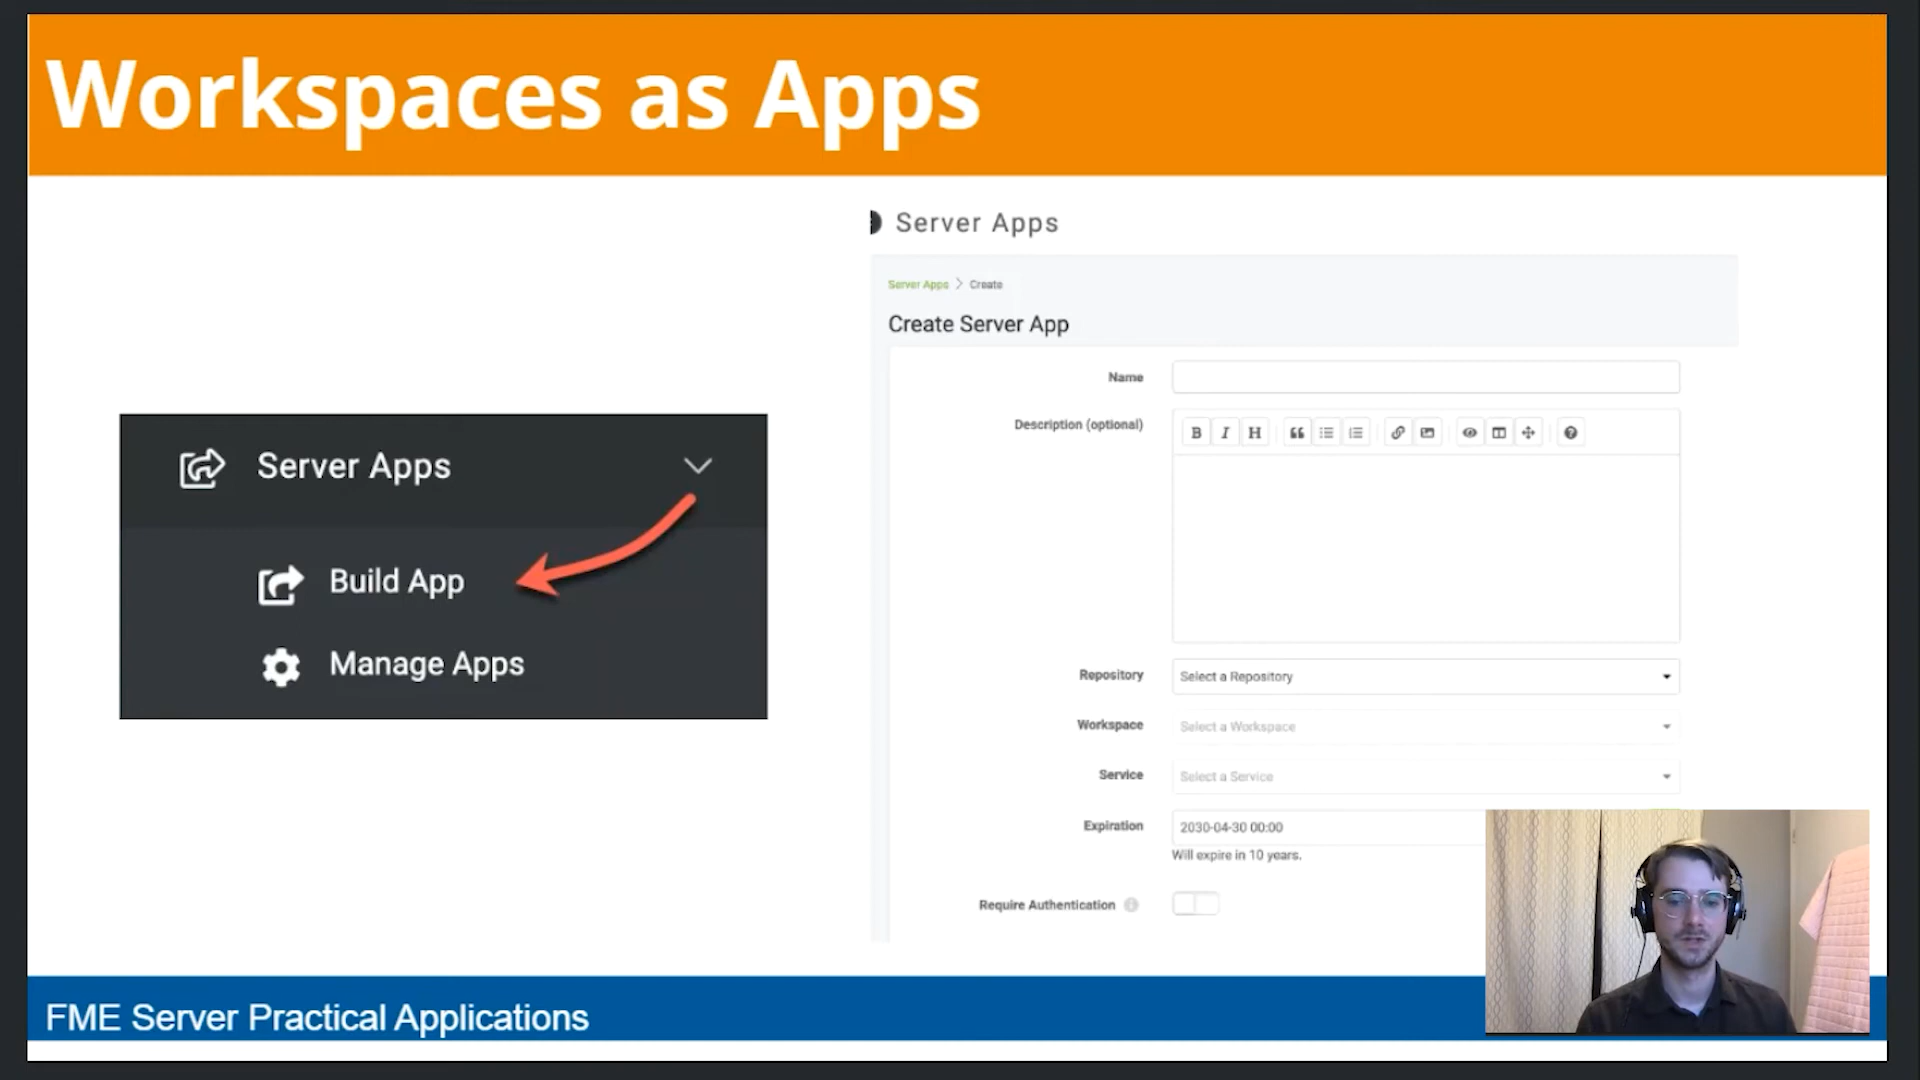 Workspaces as Apps
Server Apps
Build App
Manage Apps
Server Apps
Server Apps > Create
Create Server App
Name
Description (optional)
B I H
Repository
Select a Repository
Workspace
Select a Workspace
Service
Select a Service
Expiration
2030-04-30 00:00
Will expire in 10 years.
Require Authentication
FME Server Practical Applications